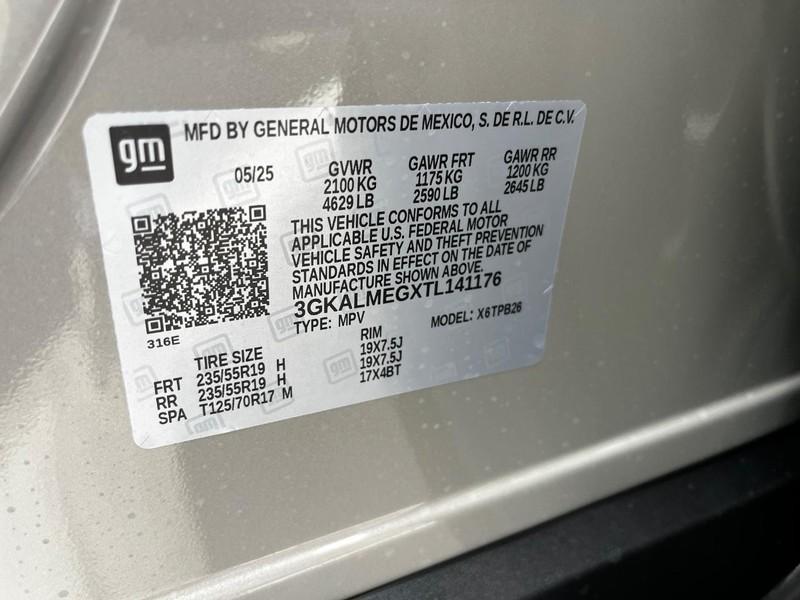 gm
MFD BY GENERAL MOTORS DE MEXICO, S. DE R.L. DE C.V.
05/25 GVWR GAWR FRT GAWR RR
2100 KG 1175 KG 1200 KG
4629 LB 2590 LB 2645 LB
THIS VEHICLE CONFORMS TO ALL
APPLICABLE U.S. FEDERAL MOTOR
VEHICLE SAFETY AND THEFT PREVENTION
STANDARDS IN EFFECT ON THE DATE OF
MANUFACTURE SHOWN ABOVE.
3GKALMEGXTL141176
316E
TYPE: MPV MODEL: X6TPB26
TIRE SIZE RIM
FRT 235/55R19 H 19X7.5J
RR 235/55R19 H 19X7.5J
SPA T125/70R17 M 17X4BT